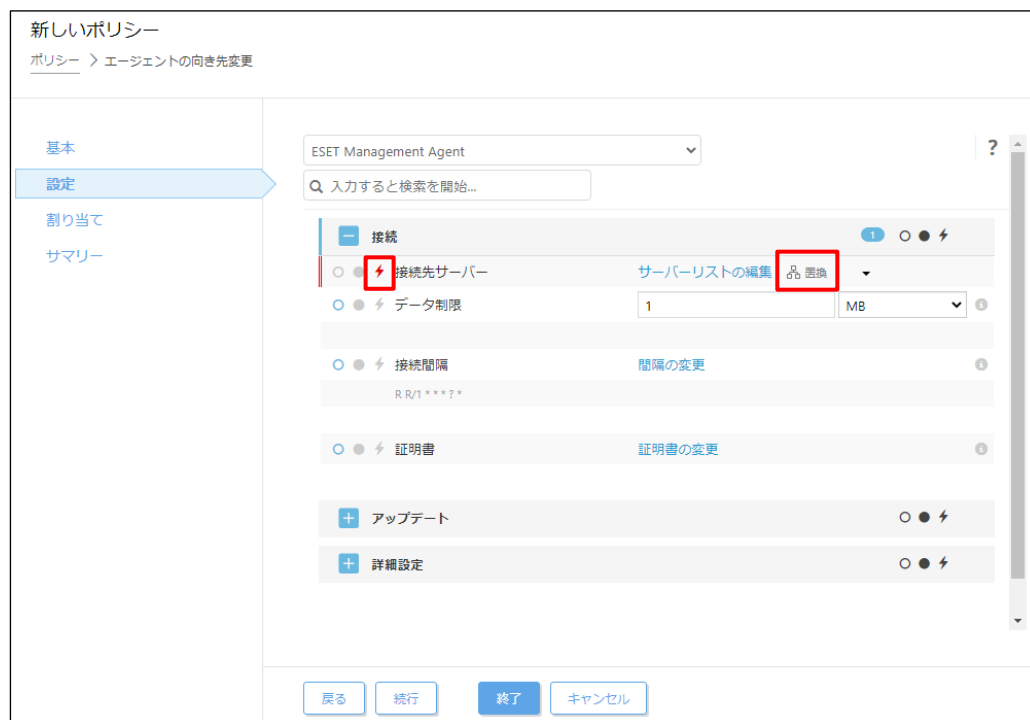 新しいポリシー
ポリシー > エージェントの向き先変更
基本
設定
割り当て
サマリー
ESET Management Agent
?
入力すると検索を開始...
接続 1
接続先サーバー サーバーリストの編集 置換
データ制限 1 MB
接続間隔 間隔の変更
R R/1 * * * ? *
証明書 証明書の変更
アップデート
詳細設定
戻る 続行 終了 キャンセル